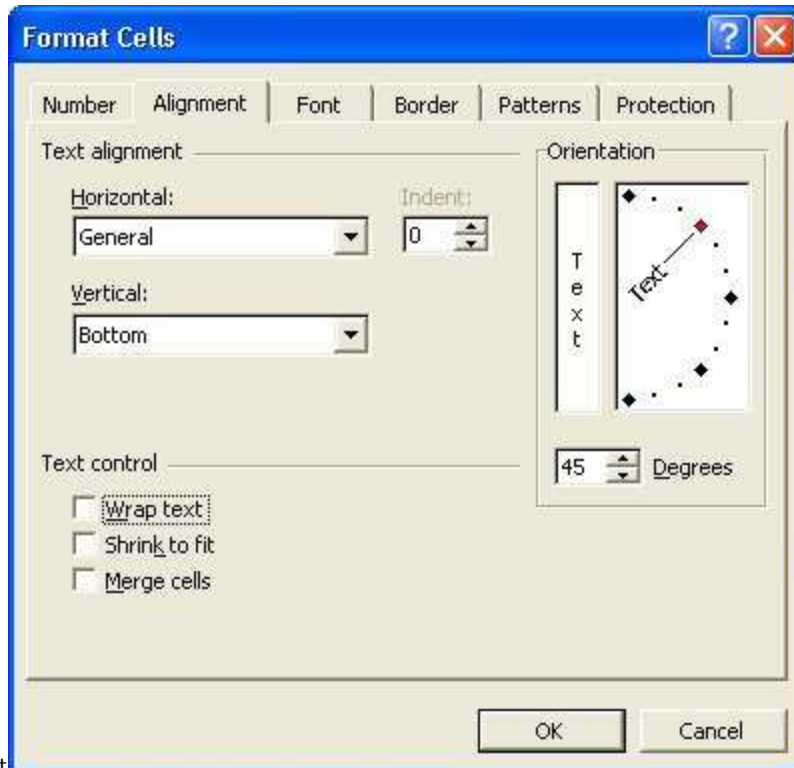 Format Cells
Number Alignment Font Border Patterns Protection
Text alignment
Orientation
Horizontal:
Indent:
General
0
Vertical:
Bottom
Text
Text
Text control
45 Degrees
Wrap text
Shrink to fit
Merge cells
OK Cancel
t